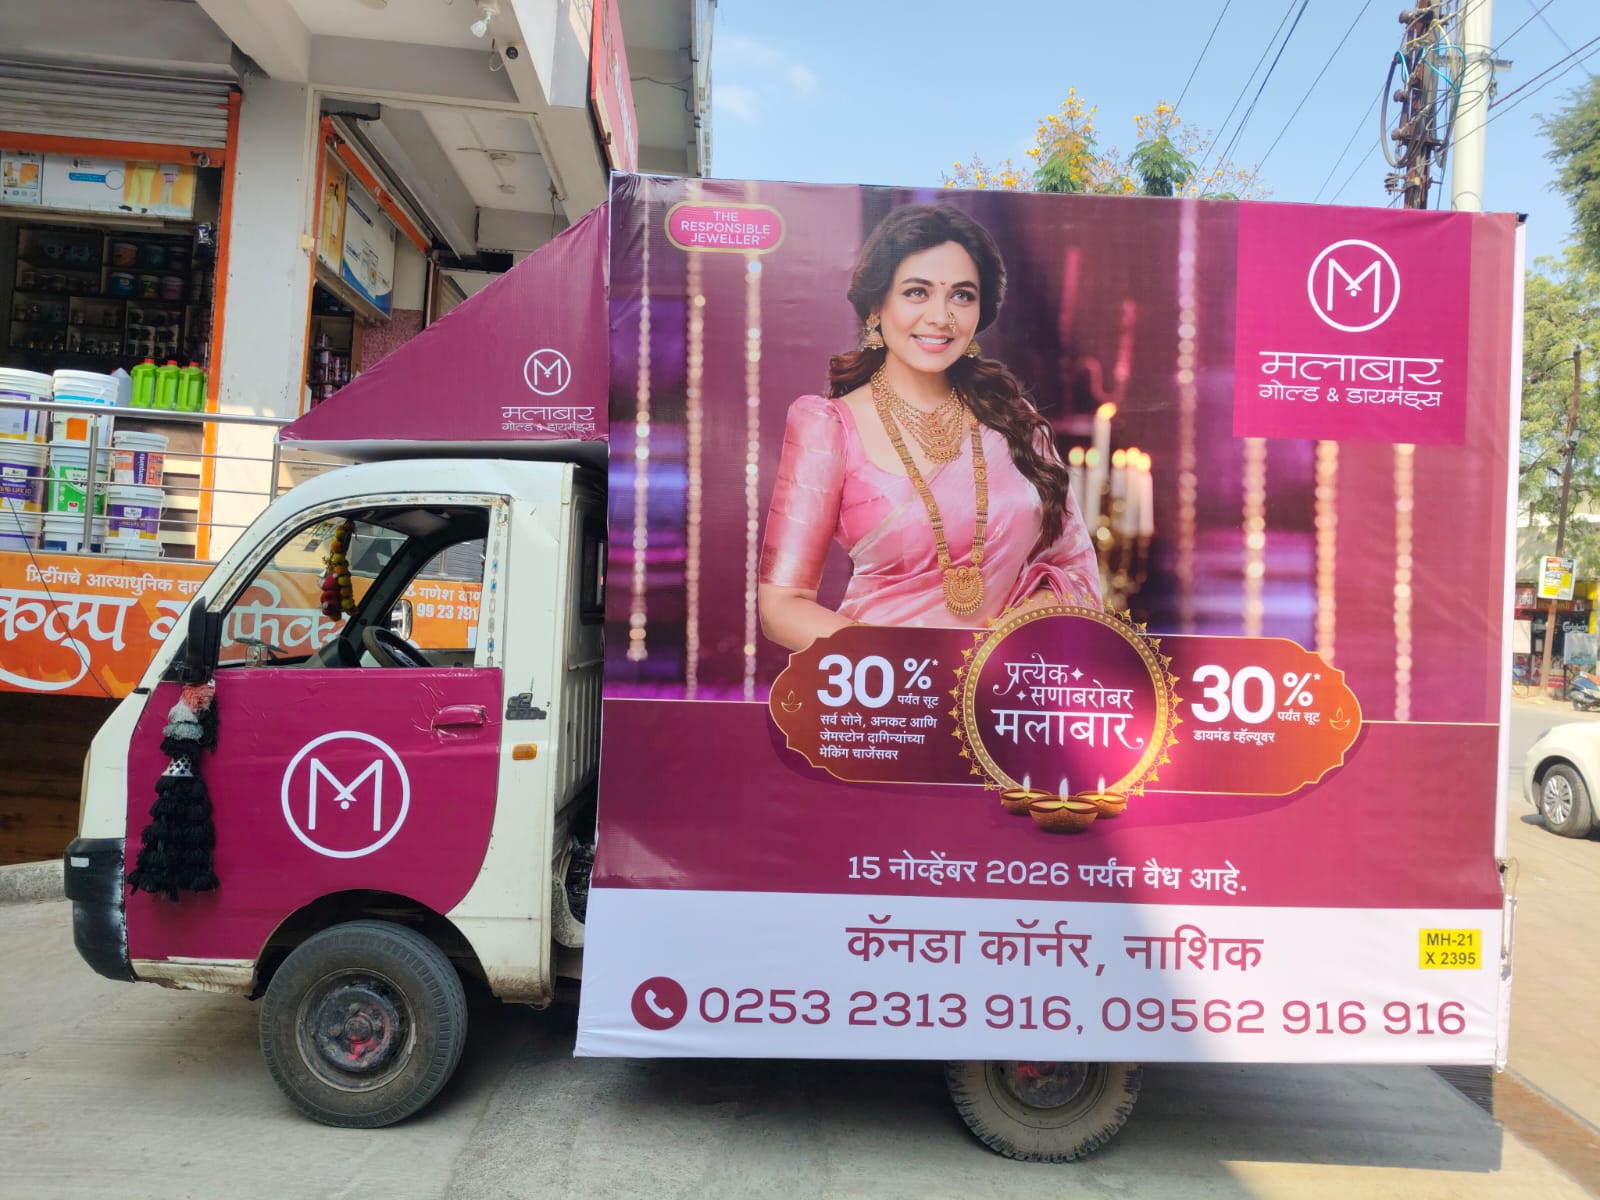 THE
RESPONSIBLE
JEWELLER™
मलाबार
गोल्ड & डायमंड्स
मलाबार
गोल्ड & डायमंड्स
30%*
पर्यंत सूट
सर्व सोने, अनकट आणि
जेमस्टोन दागिन्यांच्या
मेकिंग चार्जेसवर
प्रत्येक
सणाबरोबर
मलाबार
30%*
पर्यंत सूट
डायमंड व्हॅल्यूवर
15 नोव्हेंबर 2026 पर्यंत वैध आहे.
कॅनडा कॉर्नर, नाशिक
0253 2313 916, 09562 916 916
MH-21
X 2395
प्रिटींगचे आत्याधुनिक
गणेश
99 23 791